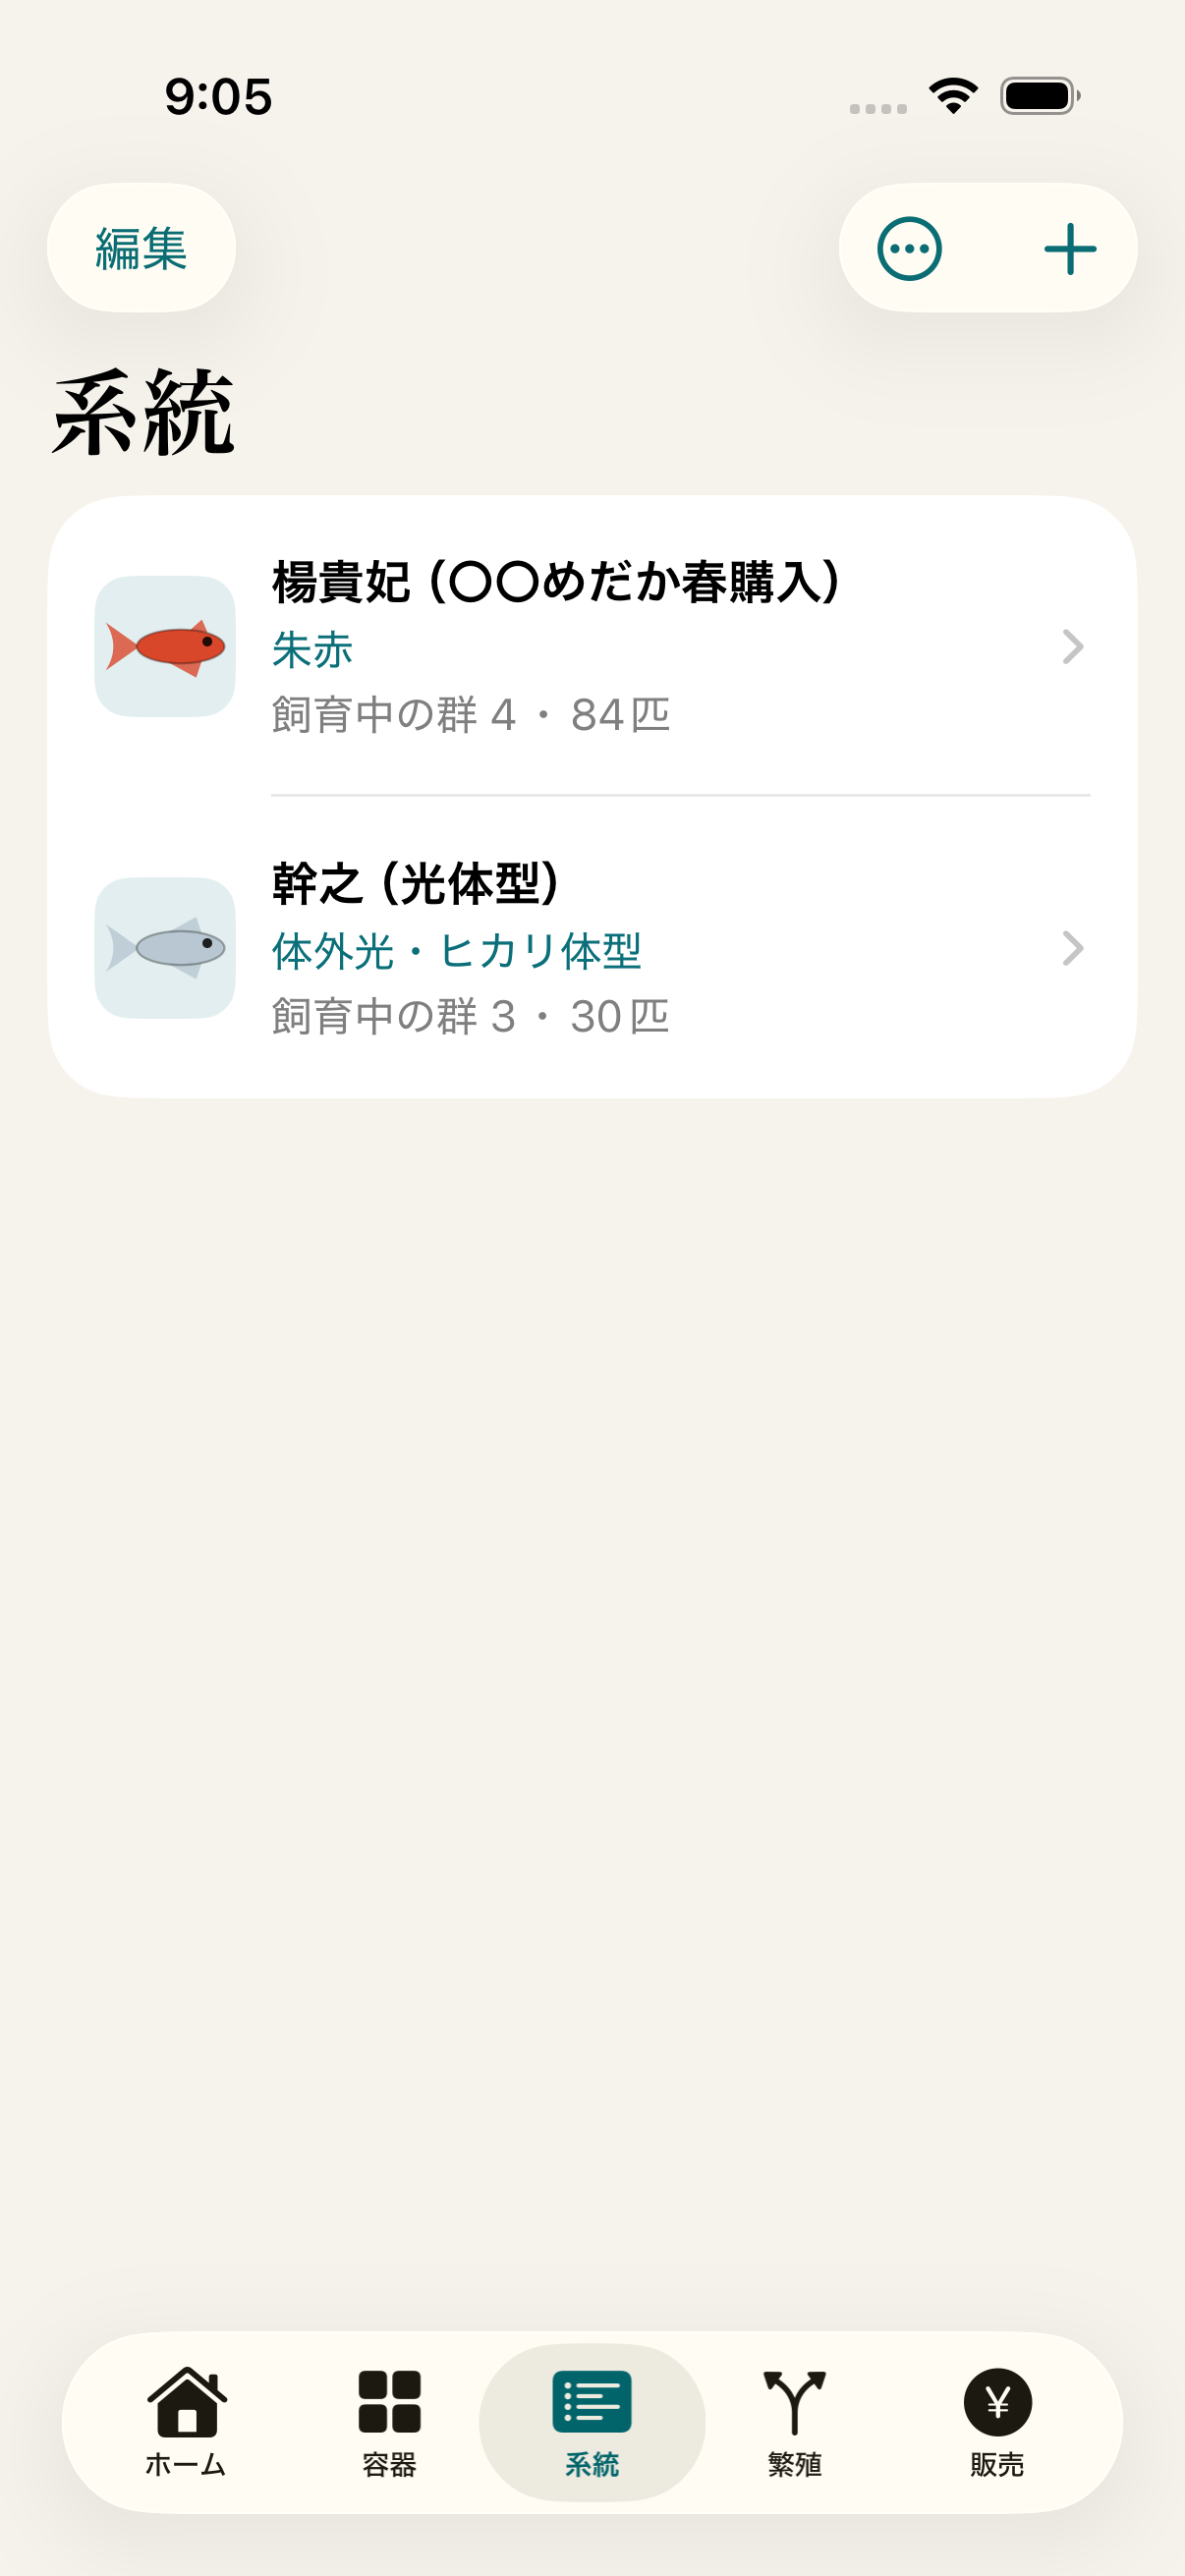 9:05
編集
系統
楊貴妃（〇〇めだか春購入）
朱赤
飼育中の群 4 · 84匹
幹之（光体型）
体外光・ヒカリ体型
飼育中の群 3 · 30匹
ホーム
容器
系統
繁殖
¥
販売